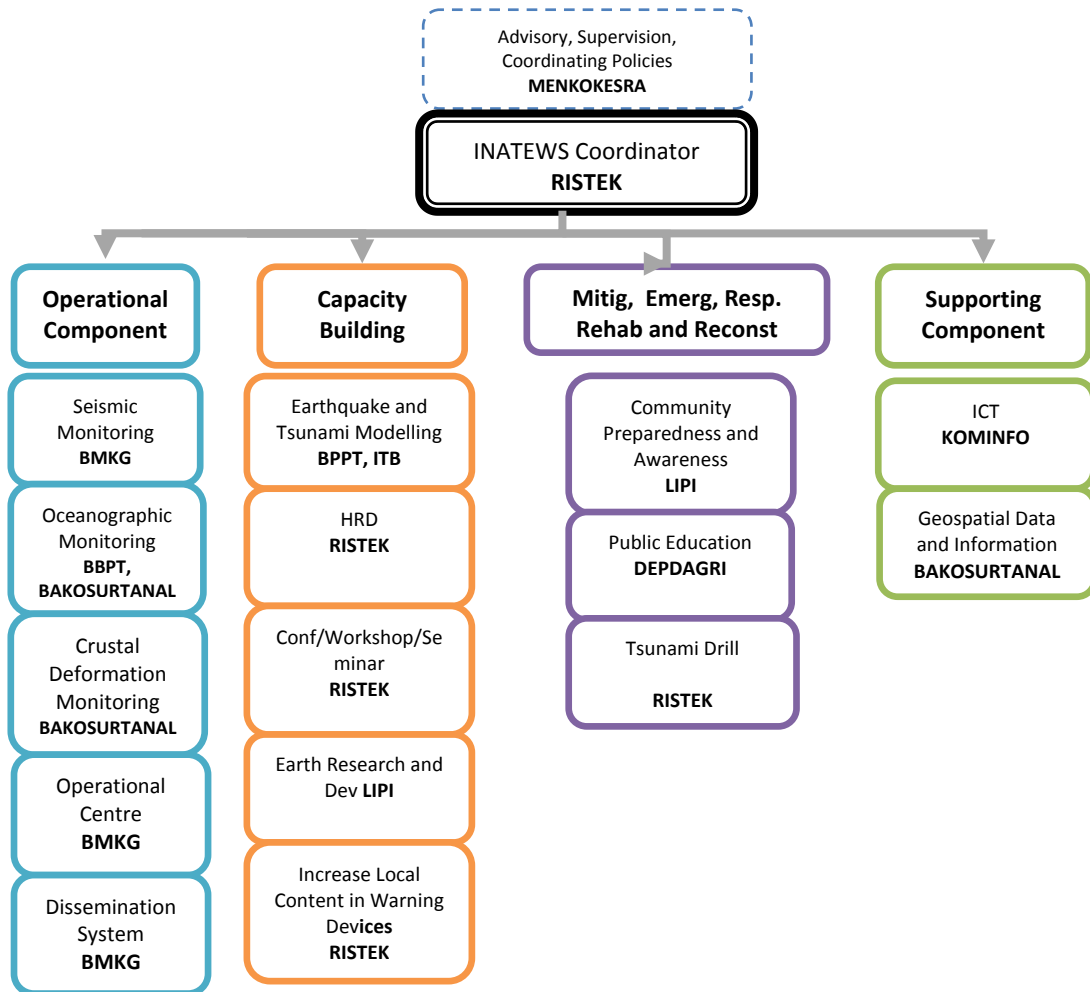 Advisory, Supervision,
Coordinating Policies
MENKOKESRA
INATEWS Coordinator
RISTEK
Operational
Component
Capacity
Building
Mitig, Emerg, Resp.
Rehab and Reconst
Supporting
Component
Seismic
Monitoring
BMKG
Oceanographic
Monitoring
BBPT,
BAKOSURTANAL
Crustal
Deformation
Monitoring
BAKOSURTANAL
Operational
Centre
BMKG
Dissemination
System
BMKG
Earthquake and
Tsunami Modelling
BPPT, ITB
HRD
RISTEK
Conf/Workshop/Se
minar
RISTEK
Earth Research and
Dev LIPI
Increase Local
Content in Warning
Devices
RISTEK
Community
Preparedness and
Awareness
LIPI
Public Education
DEPDAGRI
Tsunami Drill
RISTEK
ICT
KOMINFO
Geospatial Data
and Information
BAKOSURTANAL